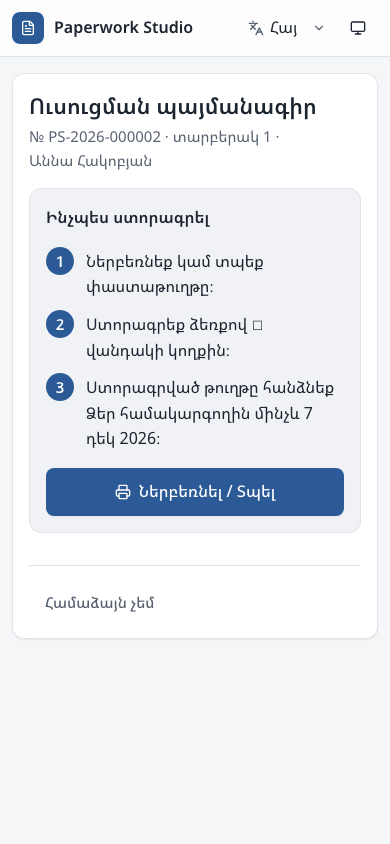 Paperwork Studio
Հայ
Ուսուցման պայմանագիր
№ PS-2026-000002 · տարբերակ 1 ·
Աննա Հակոբյան
Ինչպես ստորագրել
1 Ներբեռնեք կամ տպեք
փաստաթուղթը։
2 Ստորագրեք ձեռքով □
վանդակի կողքին։
3 Ստորագրված թուղթը հանձնեք
Ձեր համակարգողին մինչև 7
դեկ 2026։
Ներբեռնել / Տպել
Համաձայն չեմ